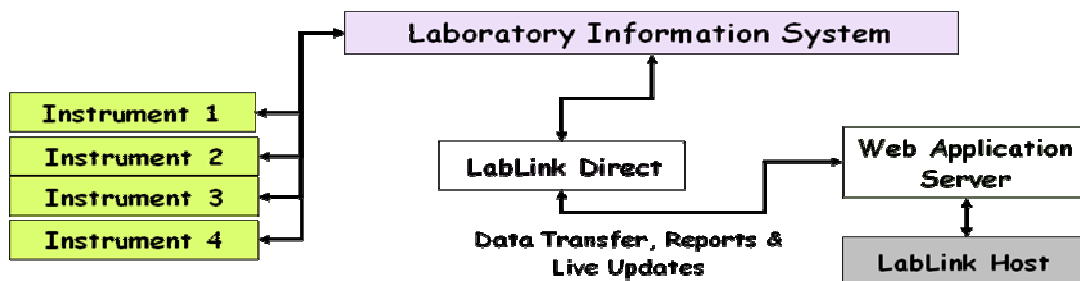 Laboratory Information System
Instrument 1
Instrument 2
Instrument 3
Instrument 4
LabLink Direct
Web Application
Server
Data Transfer, Reports &
Live Updates
LabLink Host